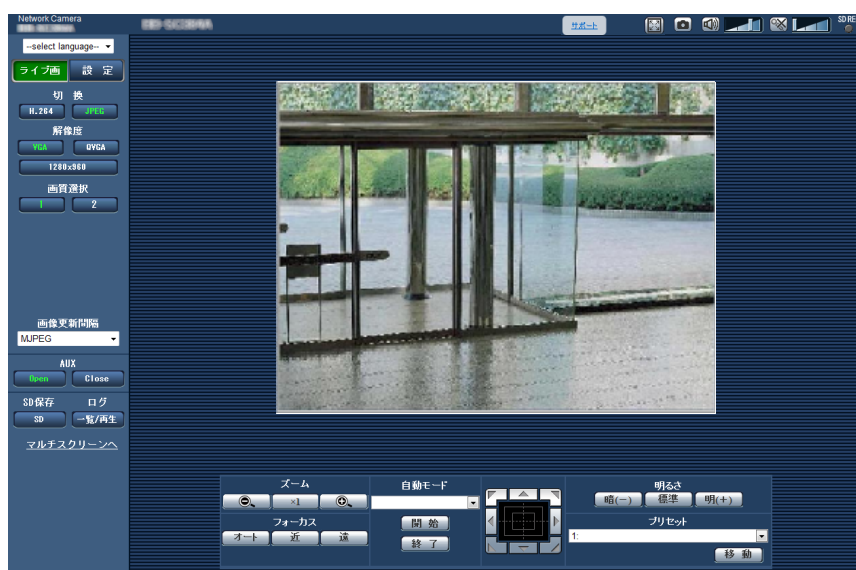 Network Camera
サポート
SD RE
--select language--
ライブ画 設 定
切 換
H.264 JPEG
解像度
VGA QVGA
1280x960
画質選択
1 2
画像更新間隔
MJPEG
AUX
Open Close
SD保存 ログ
SD 一覧/再生
マルチスクリーンへ
ズーム
×1
フォーカス
オート 近 遠
自動モード
開 始
終 了
明るさ
暗(−) 標準 明(+)
プリセット
1:
移 動